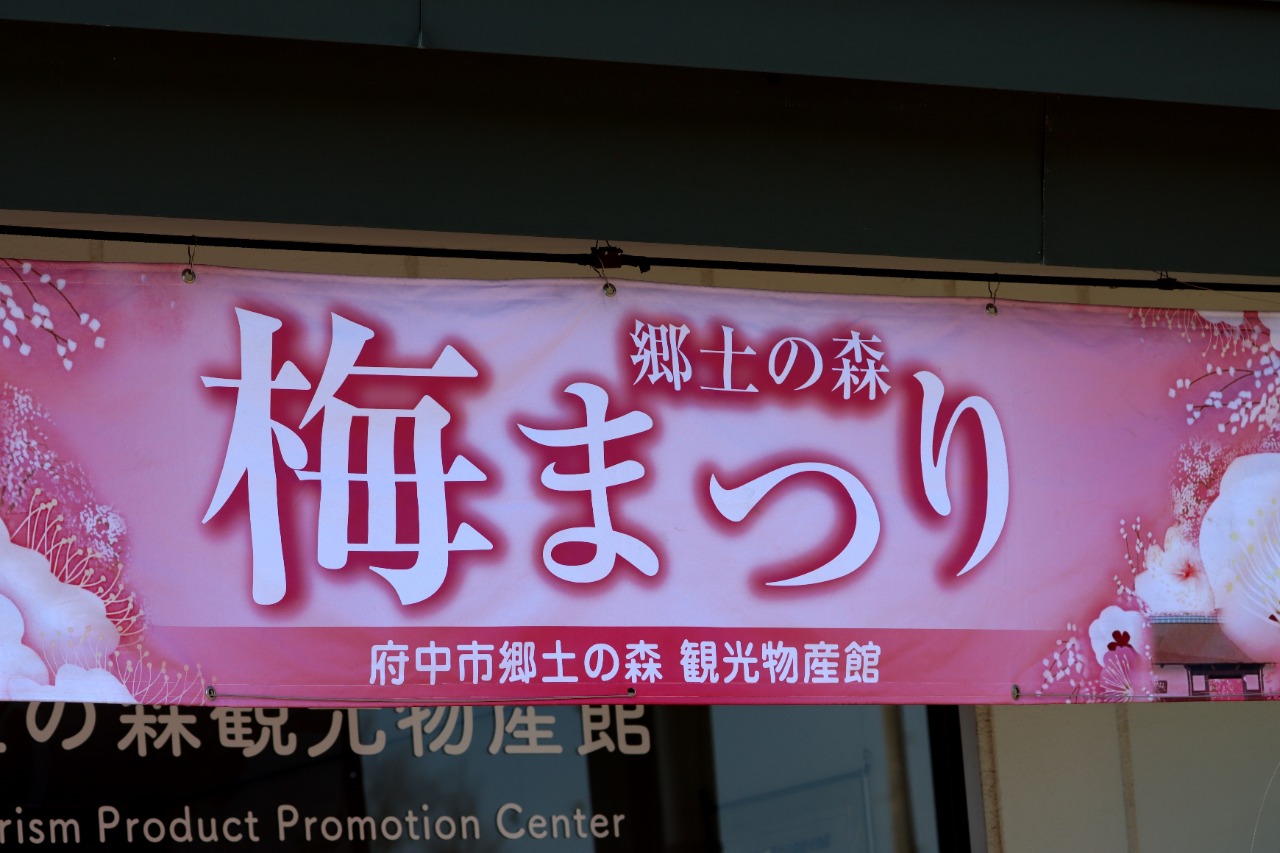 郷土の森
梅まつり
府中市郷土の森 観光物産館
の森観光物産館
rism Product Promotion Center